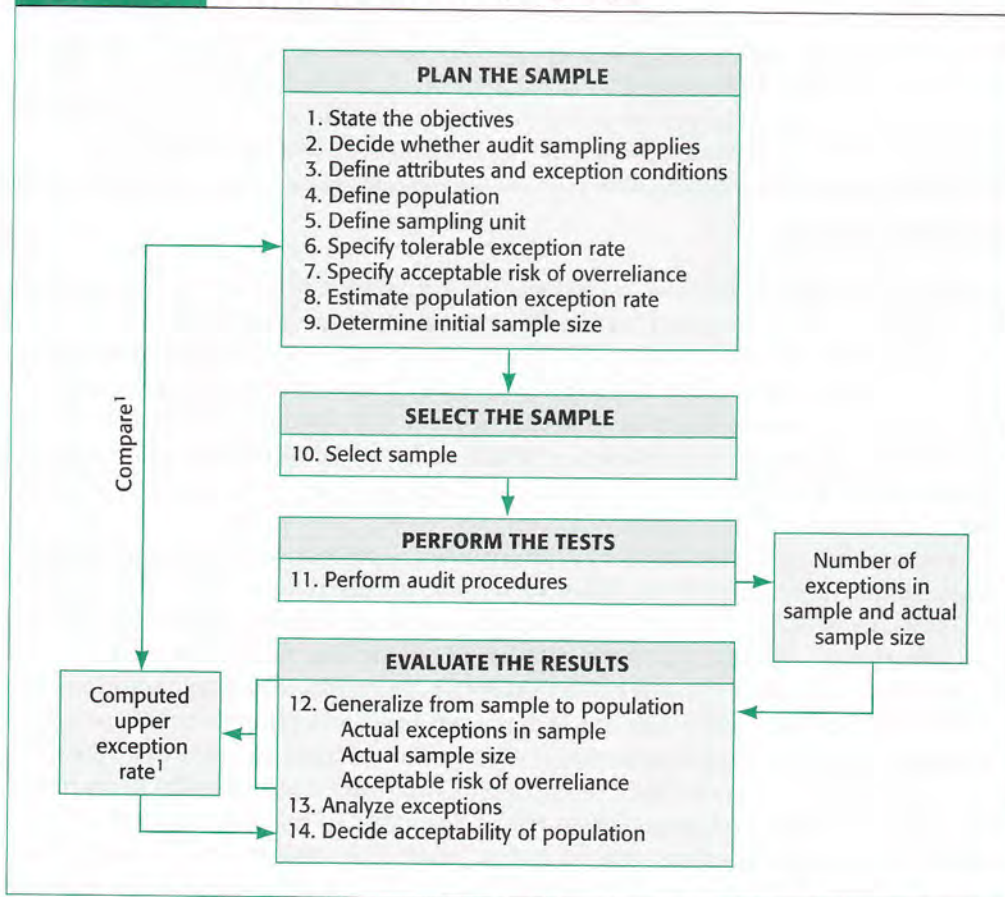 PLAN THE SAMPLE
1. State the objectives
2. Decide whether audit sampling applies
3. Define attributes and exception conditions
4. Define population
5. Define sampling unit
6. Specify tolerable exception rate
7. Specify acceptable risk of overreliance
8. Estimate population exception rate
9. Determine initial sample size
SELECT THE SAMPLE
10. Select sample
Compare¹
PERFORM THE TESTS
11. Perform audit procedures
Number of
exceptions in
sample and actual
sample size
EVALUATE THE RESULTS
12. Generalize from sample to population
Actual exceptions in sample
Actual sample size
Acceptable risk of overreliance
13. Analyze exceptions
14. Decide acceptability of population
Computed
upper
exception
rate¹